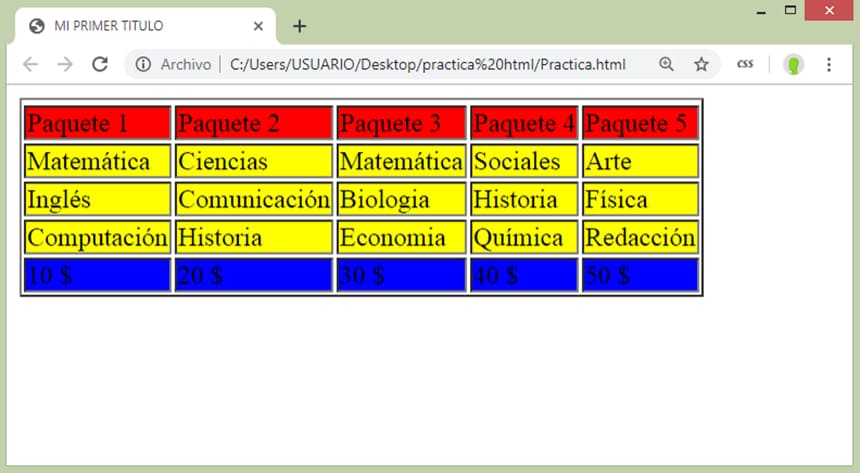 MI PRIMER TITULO
Archivo C:/Users/USUARIO/Desktop/practica%20html/Practica.html css
Paquete 1 Paquete 2 Paquete 3 Paquete 4 Paquete 5
Matemática Ciencias Matemática Sociales Arte
Inglés Comunicación Biologia Historia Física
Computación Historia Economia Química Redacción
10 $ 20 $ 30 $ 40 $ 50 $